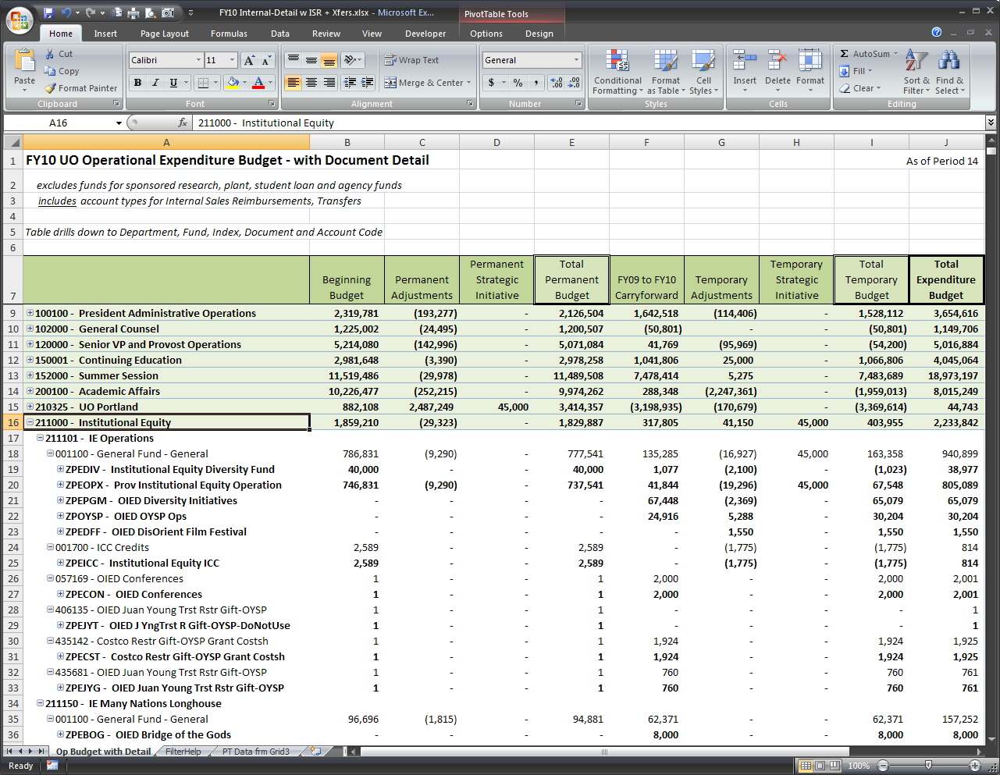 FY10 Internal-Detail w ISR + Xfers.xlsx - Microsoft Ex...
PivotTable Tools
Home Insert Page Layout Formulas Data Review View Developer Options Design
Paste
Cut
Copy
Format Painter
Clipboard
Calibri 11
B I U
Font
Wrap Text
Merge & Center
Alignment
General
$ % ,
Number
Conditional Formatting
Format as Table
Cell Styles
Styles
Insert Delete Format
Cells
Σ AutoSum
Fill
Clear
Sort & Filter
Find & Select
Editing
A16 fx 211000 -  Institutional Equity
A B C D E F G H I J
1 FY10 UO Operational Expenditure Budget - with Document Detail As of Period 14
2 excludes funds for sponsored research, plant, student loan and agency funds
3 includes account types for Internal Sales Reimbursements, Transfers
4
5 Table drills down to Department, Fund, Index, Document and Account Code
6
7 Beginning Budget Permanent Adjustments Permanent Strategic Initiative Total Permanent Budget FY09 to FY10 Carryforward Temporary Adjustments Temporary Strategic Initiative Total Temporary Budget Total Expenditure Budget
9 100100 -  President Administrative Operations 2,319,781 (193,277) - 2,126,504 1,642,518 (114,406) - 1,528,112 3,654,616
10 102000 -  General Counsel 1,225,002 (24,495) - 1,200,507 (50,801) - - (50,801) 1,149,706
11 120000 -  Senior VP and Provost Operations 5,214,080 (142,996) - 5,071,084 41,769 (95,969) - (54,200) 5,016,884
12 150001 -  Continuing Education 2,981,648 (3,390) - 2,978,258 1,041,806 25,000 - 1,066,806 4,045,064
13 152000 -  Summer Session 11,519,486 (29,978) - 11,489,508 7,478,414 5,275 - 7,483,689 18,973,197
14 200100 -  Academic Affairs 10,226,477 (252,215) - 9,974,262 288,348 (2,247,361) - (1,959,013) 8,015,249
15 210325 -  UO Portland 882,108 2,487,249 45,000 3,414,357 (3,198,935) (170,679) - (3,369,614) 44,743
16 211000 -  Institutional Equity 1,859,210 (29,323) - 1,829,887 317,805 41,150 45,000 403,955 2,233,842
17 211101 -  IE Operations
18 001100 - General Fund - General 786,831 (9,290) - 777,541 135,285 (16,927) 45,000 163,358 940,899
19 ZPEDIV -  Institutional Equity Diversity Fund 40,000 - - 40,000 1,077 (2,100) - (1,023) 38,977
20 ZPEOPX -  Prov Institutional Equity Operation 746,831 (9,290) - 737,541 41,844 (19,296) 45,000 67,548 805,089
21 ZPEPGM -  OIED Diversity Initiatives - - - - 67,448 (2,369) - 65,079 65,079
22 ZPOYSP -  OIED OYSP Ops - - - - 24,916 5,288 - 30,204 30,204
23 ZPEDFF -  OIED DisOrient Film Festival - - - - - 1,550 - 1,550 1,550
24 001700 - ICC Credits 2,589 - - 2,589 - (1,775) - (1,775) 814
25 ZPEICC -  Institutional Equity ICC 2,589 - - 2,589 - (1,775) - (1,775) 814
26 057169 - OIED Conferences 1 - - 1 2,000 - - 2,000 2,001
27 ZPECON -  OIED Conferences 1 - - 1 2,000 - - 2,000 2,001
28 406135 - OIED Juan Young Trst Rstr Gift-OYSP 1 - - 1 - - - - 1
29 ZPEJYT -  OIED J YngTrst R Gift-OYSP-DoNotUse 1 - - 1 - - - - 1
30 435142 - Costco Restr Gift-OYSP Grant Costsh 1 - - 1 1,924 - - 1,924 1,925
31 ZPECST -  Costco Restr Gift-OYSP Grant Costsh 1 - - 1 1,924 - - 1,924 1,925
32 435681 - OIED Juan Young Trst Rstr Gift-OYSP 1 - - 1 760 - - 760 761
33 ZPEJYG -  OIED Juan Young Trst Rstr Gift-OYSP 1 - - 1 760 - - 760 761
34 211150 -  IE Many Nations Longhouse
35 001100 - General Fund - General 96,696 (1,815) - 94,881 62,371 - - 62,371 157,252
36 ZPEBOG -  OIED Bridge of the Gods - - - - 8,000 - - 8,000 8,000
Op Budget with Detail FilterHelp PT Data frm Grid3
Ready 100%